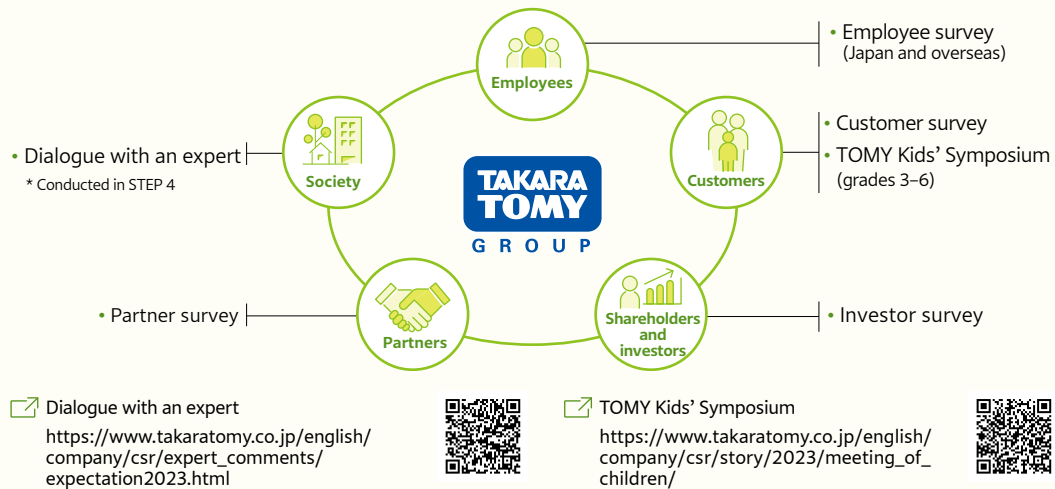 Employees
• Employee survey
(Japan and overseas)
Customers
• Customer survey
• TOMY Kids’ Symposium
(grades 3–6)
Society
• Dialogue with an expert
* Conducted in STEP 4
TAKARA
TOMY
GROUP
Partners
• Partner survey
Shareholders
and
investors
• Investor survey
Dialogue with an expert
https://www.takaratomy.co.jp/english/
company/csr/expert_comments/
expectation2023.html
TOMY Kids’ Symposium
https://www.takaratomy.co.jp/english/
company/csr/story/2023/meeting_of_
children/